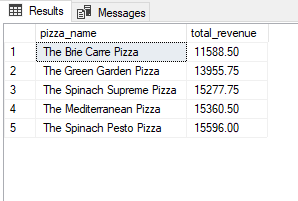 Results Messages
pizza_name total_revenue
1 The Brie Carre Pizza 11588.50
2 The Green Garden Pizza 13955.75
3 The Spinach Supreme Pizza 15277.75
4 The Mediterranean Pizza 15360.50
5 The Spinach Pesto Pizza 15596.00